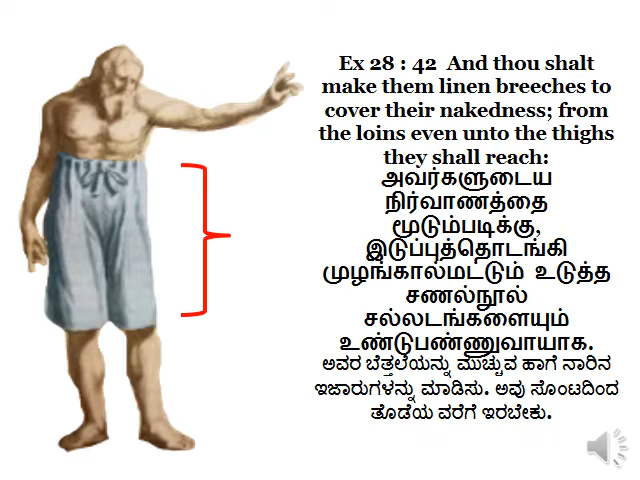 Ex 28 : 42 And thou shalt
make them linen breeches to
cover their nakedness; from
the loins even unto the thighs
they shall reach:
அவர்களுடைய
நிர்வாணத்தை
மூடும்படிக்கு,
இடுப்புத்தொடங்கி
முழங்கால்மட்டும் உடுத்த
சணல்நூல்
சல்லடங்களையும்
உண்டுபண்ணுவாயாக.
ಅವರ ಬೆತ್ತಲೆಯನ್ನು ಮುಚ್ಚುವ ಹಾಗೆ ನಾರಿನ
ಇಜಾರುಗಳನ್ನು ಮಾಡಿಸು. ಅವು ಸೊಂಟದಿಂದ
ತೊಡೆಯ ವರೆಗೆ ಇರಬೇಕು.